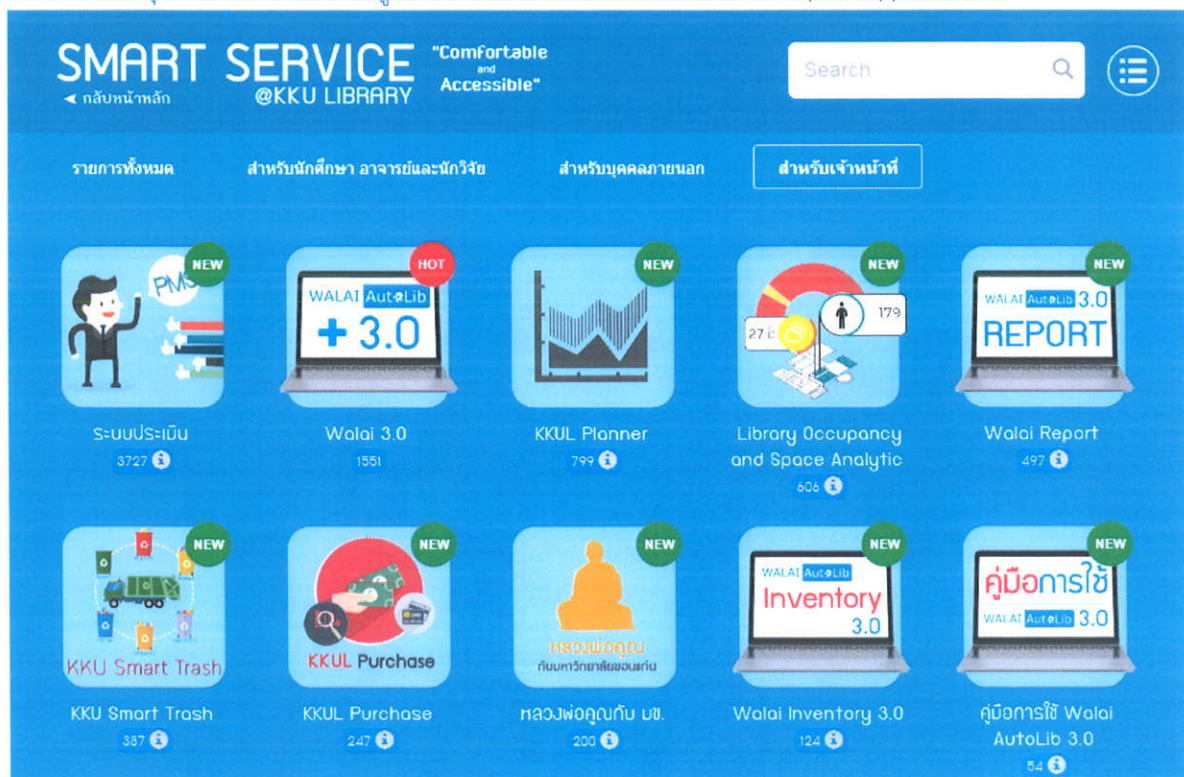 SMART SERVICE
@KKU LIBRARY
"Comfortable
and
Accessible"
◄ กลับหน้าหลัก
Search
รายการทั้งหมด
สำหรับนักศึกษา อาจารย์และนักวิจัย
สำหรับบุคคลภายนอก
สำหรับเจ้าหน้าที่
NEW
PMS
ระบบประเมิน
3727
HOT
WALAI AutoLib
+ 3.0
Walai 3.0
1551
NEW
KKUL Planner
799
NEW
27 c
179
Library Occupancy
and Space Analytic
606
NEW
WALAI AutoLib 3.0
REPORT
Walai Report
497
NEW
KKU Smart Trash
KKU Smart Trash
387
NEW
KKUL Purchase
KKUL Purchase
247
NEW
หลวงพ่อคูณ
กับมหาวิทยาลัยขอนแก่น
หลวงพ่อคูณกับ มข.
200
NEW
WALAI AutoLib
Inventory
3.0
Walai Inventory 3.0
124
NEW
คู่มือการใช้
WALAI AutoLib 3.0
คู่มือการใช้ Walai
AutoLib 3.0
54